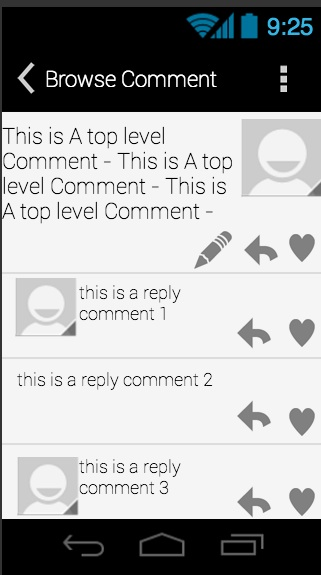 9:25
Browse Comment
This is A top level
Comment - This is A top
level Comment - This is
A top level Comment -
this is a reply
comment 1
this is a reply comment 2
this is a reply
comment 3